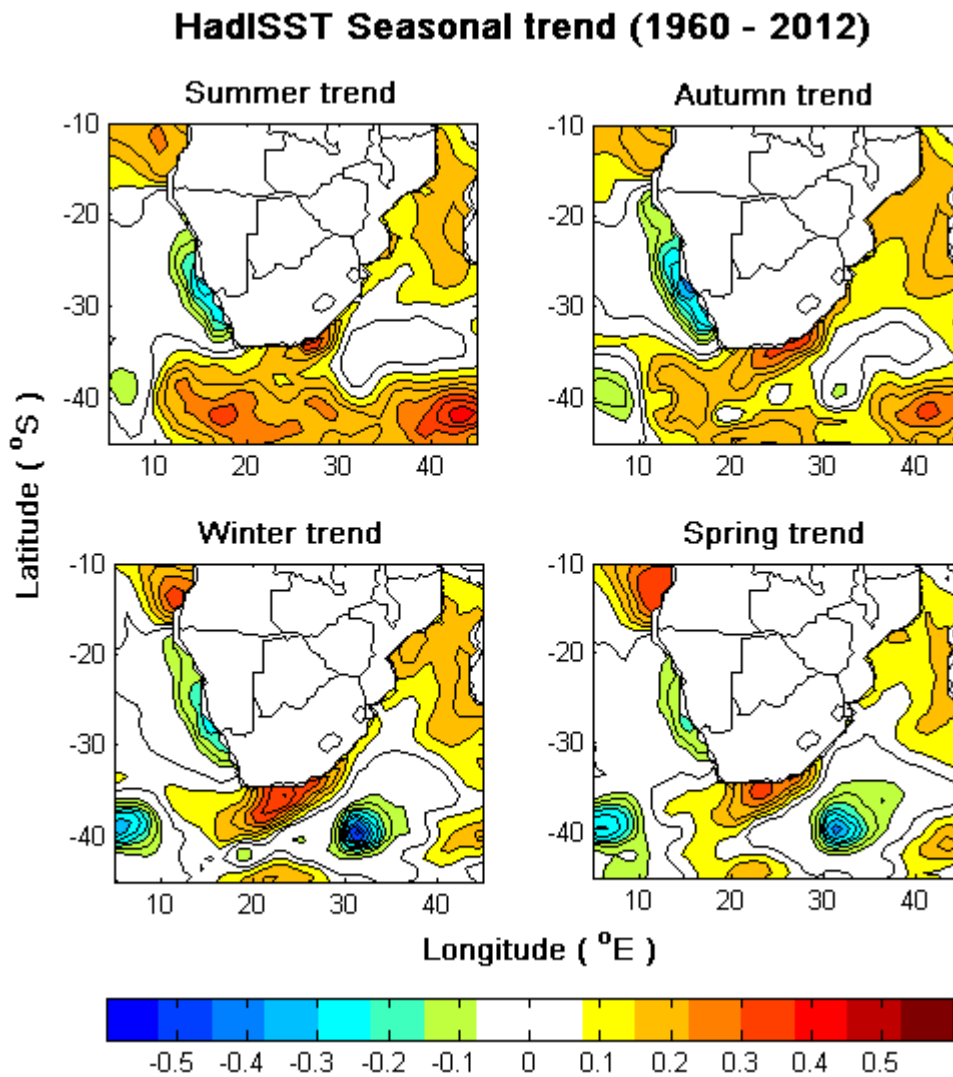 HadISST Seasonal trend (1960 - 2012)
Summer trend
Autumn trend
-10
-20
-30
-40
10 20 30 40
-10
-20
-30
-40
10 20 30 40
Winter trend
Spring trend
-10
-20
-30
-40
10 20 30 40
-10
-20
-30
-40
10 20 30 40
Latitude ( °S )
Longitude ( °E )
-0.5 -0.4 -0.3 -0.2 -0.1 0 0.1 0.2 0.3 0.4 0.5